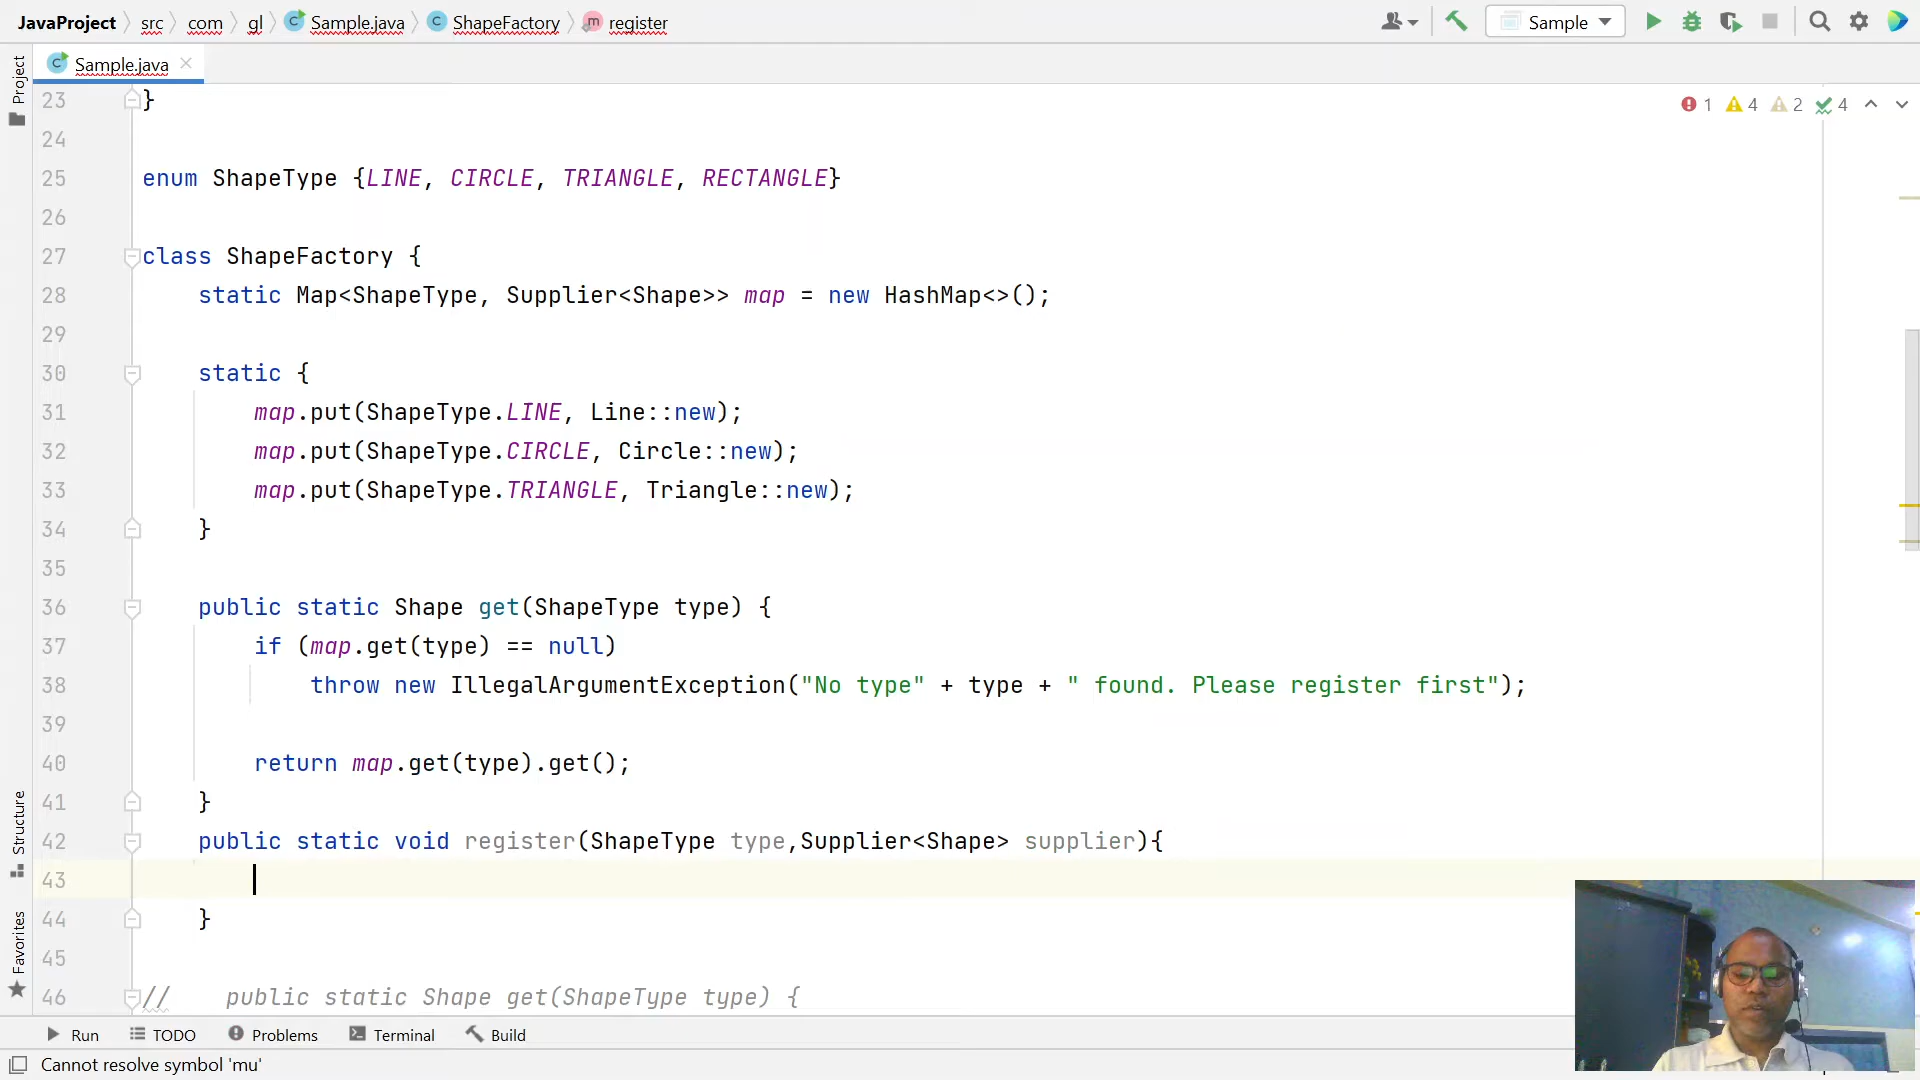 JavaProject src com gl Sample.java ShapeFactory register
Sample
Sample.java
1 4 2 4
Project
Structure
Favorites
23 }
24
25 enum ShapeType {LINE, CIRCLE, TRIANGLE, RECTANGLE}
26
27 class ShapeFactory {
28 static Map<ShapeType, Supplier<Shape>> map = new HashMap<>();
29
30 static {
31 map.put(ShapeType.LINE, Line::new);
32 map.put(ShapeType.CIRCLE, Circle::new);
33 map.put(ShapeType.TRIANGLE, Triangle::new);
34 }
35
36 public static Shape get(ShapeType type) {
37 if (map.get(type) == null)
38 throw new IllegalArgumentException("No type" + type + " found. Please register first");
39
40 return map.get(type).get();
41 }
42 public static void register(ShapeType type,Supplier<Shape> supplier){
43
44 }
45
46 // public static Shape get(ShapeType type) {
Run TODO Problems Terminal Build
Cannot resolve symbol 'mu'